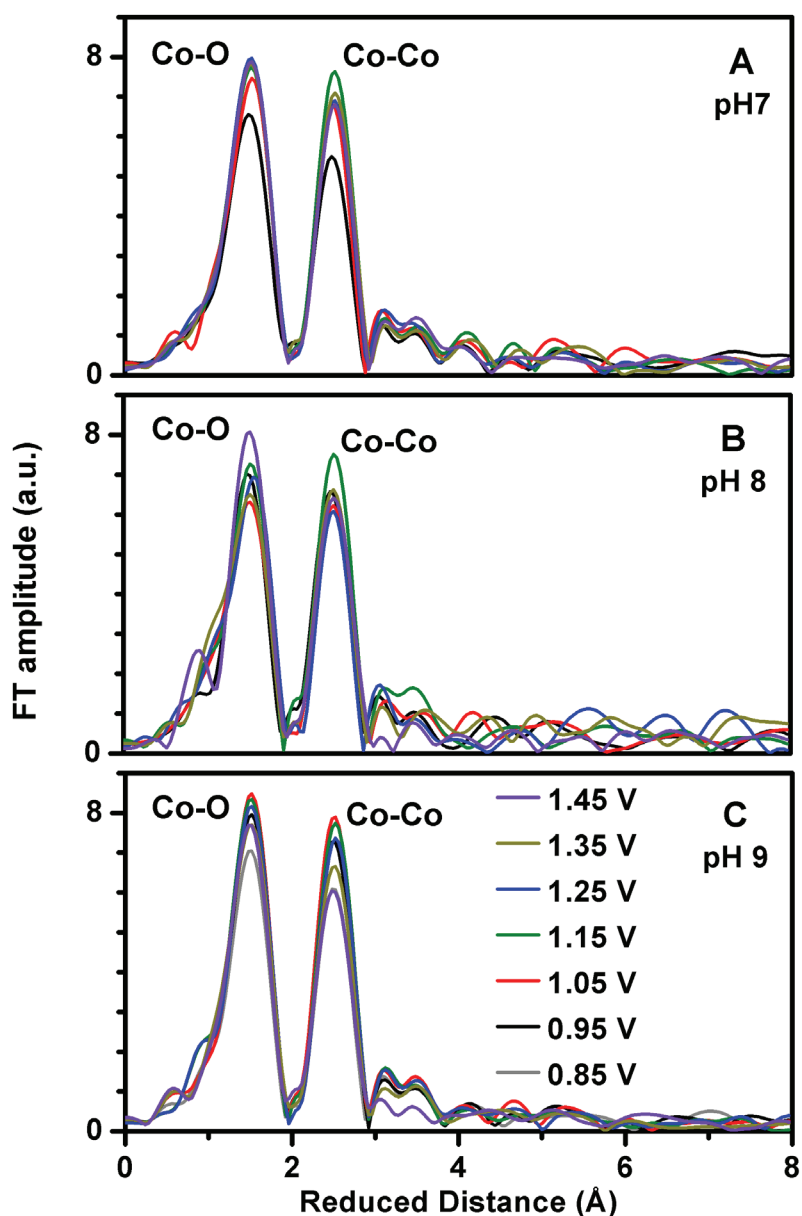 8
Co-O
Co-Co
A
pH7
0
8
Co-O
Co-Co
B
pH 8
FT amplitude (a.u.)
0
8
Co-O
Co-Co
C
pH 9
1.45 V
1.35 V
1.25 V
1.15 V
1.05 V
0.95 V
0.85 V
0
0 2 4 6 8
Reduced Distance (Å)